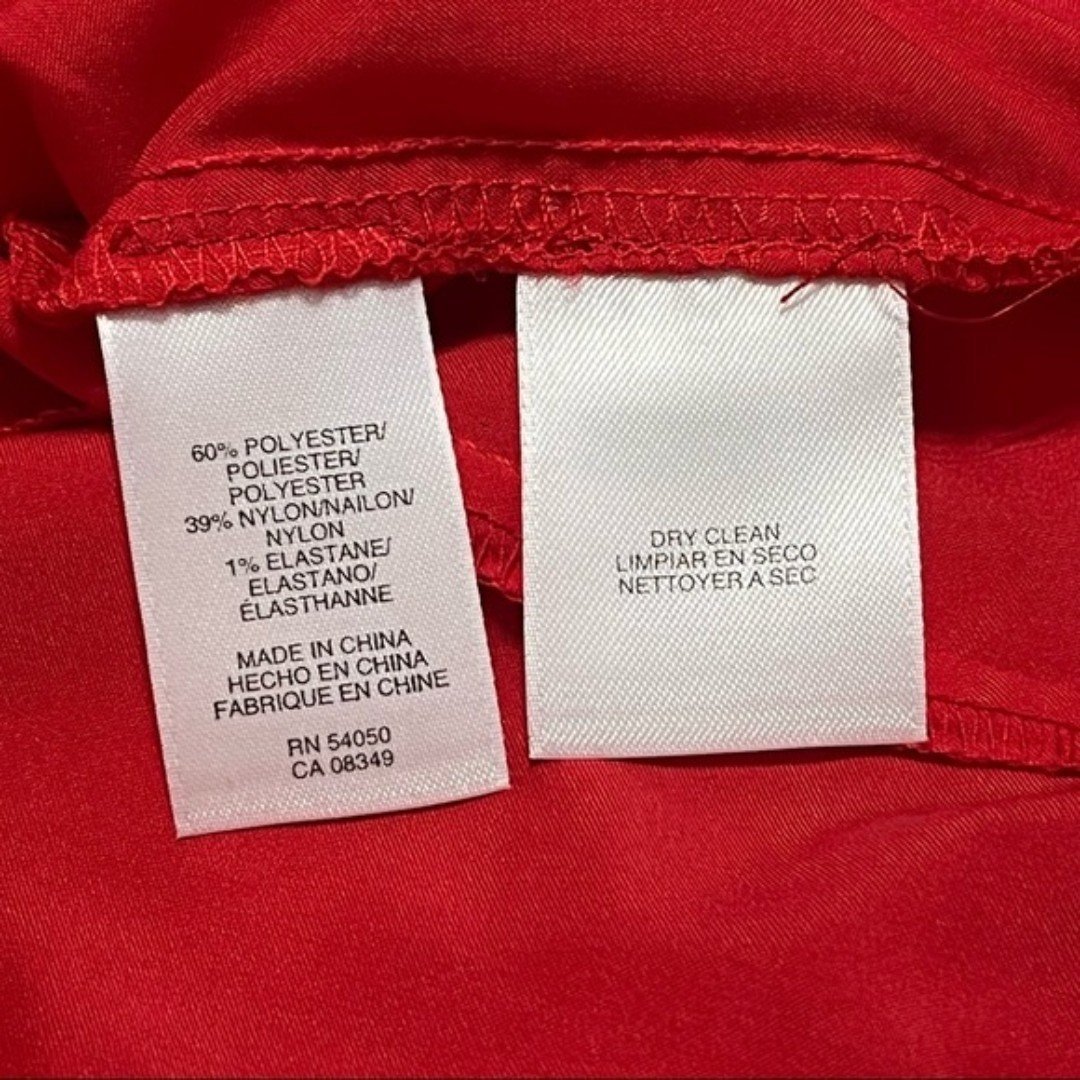 60% POLYESTER/
POLIESTER/
POLYESTER
39% NYLON/NAILON/
NYLON
1% ELASTANE/
ELASTANO/
ÉLASTHANNE
MADE IN CHINA
HECHO EN CHINA
FABRIQUE EN CHINE
RN 54050
CA 08349
DRY CLEAN
LIMPIAR EN SECO
NETTOYER A SEC